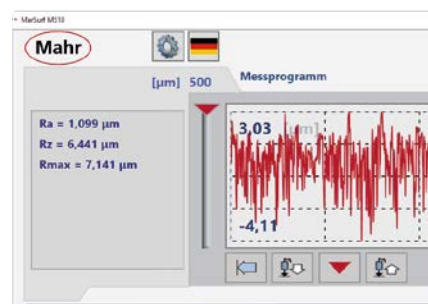 MarSurf M510
Mahr
[µm] 500
Messprogramm
Ra = 1,099 µm
Rz = 6,441 µm
Rmax = 7,141 µm
3,03 [µm]
-4,11